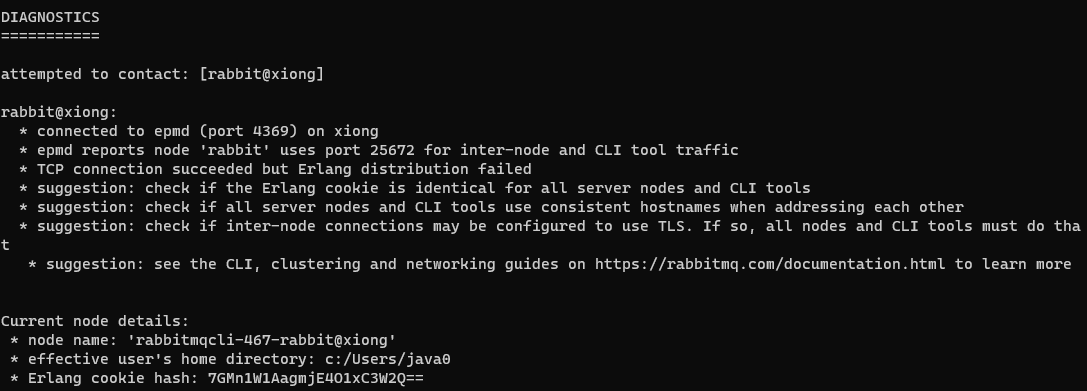 DIAGNOSTICS
===========
attempted to contact: [rabbit@xiong]
rabbit@xiong:
* connected to epmd (port 4369) on xiong
* epmd reports node 'rabbit' uses port 25672 for inter-node and CLI tool traffic
* TCP connection succeeded but Erlang distribution failed
* suggestion: check if the Erlang cookie is identical for all server nodes and CLI tools
* suggestion: check if all server nodes and CLI tools use consistent hostnames when addressing each other
* suggestion: check if inter-node connections may be configured to use TLS. If so, all nodes and CLI tools must do tha
t
* suggestion: see the CLI, clustering and networking guides on https://rabbitmq.com/documentation.html to learn more
Current node details:
* node name: 'rabbitmqcli-467-rabbit@xiong'
* effective user's home directory: c:/Users/java0
* Erlang cookie hash: 7GMn1W1AagmjE4O1xC3W2Q==